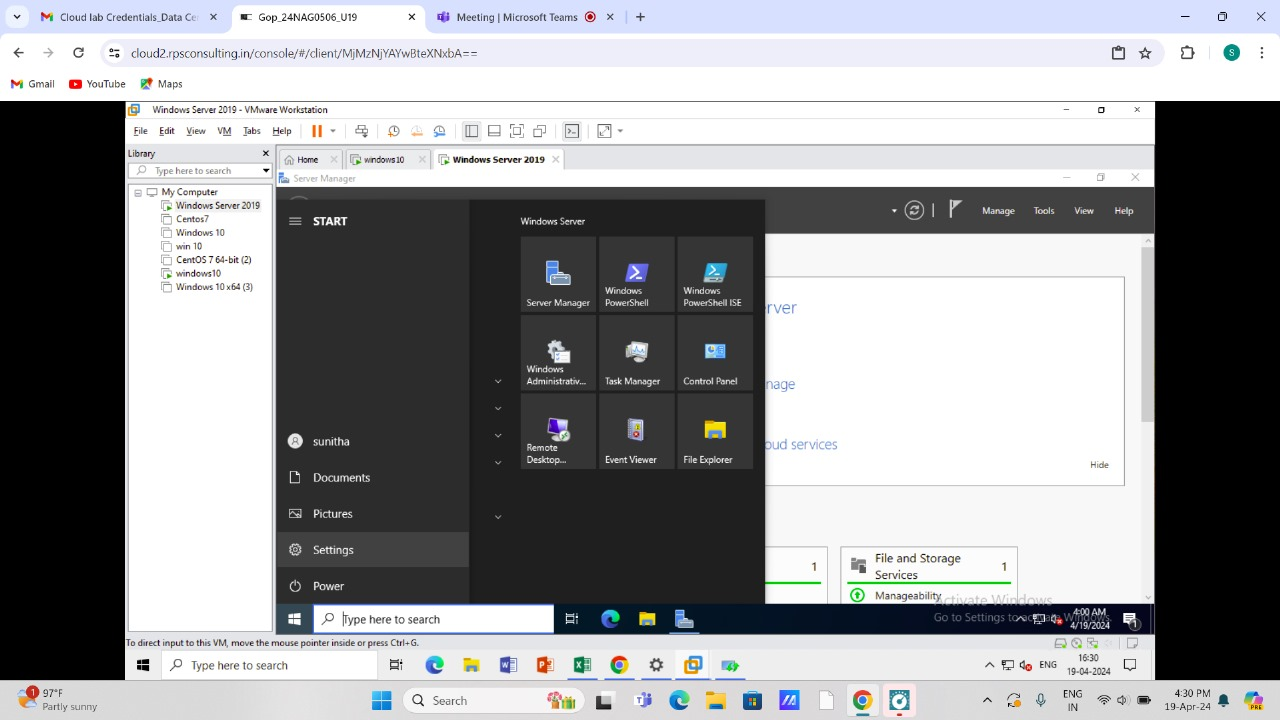 Cloud lab Credentials_Data Ce
Gop_24NAG0506_U19
Meeting | Microsoft Teams
cloud2.rpsconsulting.in/console/#/client/MjMzNjYAYwBteXNxbA==
S
Gmail
YouTube
Maps
Windows Server 2019 - VMware Workstation
File Edit View VM Tabs Help
Library
Type here to search
My Computer
Windows Server 2019
Centos7
Windows 10
win 10
CentOS 7 64-bit (2)
windows10
Windows 10 x64 (3)
Home
windows10
Windows Server 2019
Server Manager
Manage Tools View Help
START
sunitha
Documents
Pictures
Settings
Power
Windows Server
Server Manager
Windows PowerShell
Windows PowerShell ISE
Windows Administrativ...
Task Manager
Control Panel
Remote Desktop...
Event Viewer
File Explorer
rver
nage
oud services
Hide
1
File and Storage
Services
1
Manageability
Activate Windows
Go to Settings to activate Windows.
Type here to search
4:00 AM
4/19/2024
1
To direct input to this VM, move the mouse pointer inside or press Ctrl+G.
Type here to search
ENG
16:30
19-04-2024
1
97°F
Partly sunny
Search
ENG
IN
4:30 PM
19-Apr-24
PRE